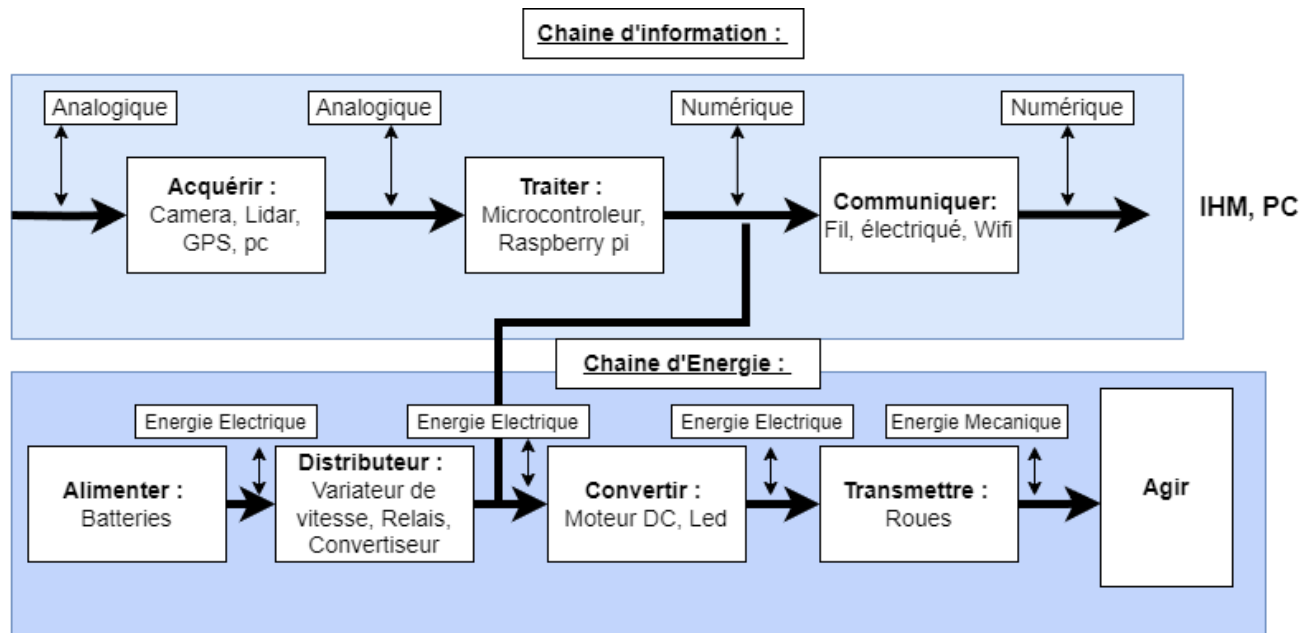 Chaine d'information :
Analogique
Analogique
Numérique
Numérique
Acquérir :
Camera, Lidar,
GPS, pc
Traiter :
Microcontroleur,
Raspberry pi
Communiquer:
Fil, électriqué, Wifi
IHM, PC
Chaine d'Energie :
Energie Electrique
Energie Electrique
Energie Electrique
Energie Mecanique
Alimenter :
Batteries
Distributeur :
Variateur de
vitesse, Relais,
Convertiseur
Convertir :
Moteur DC, Led
Transmettre :
Roues
Agir